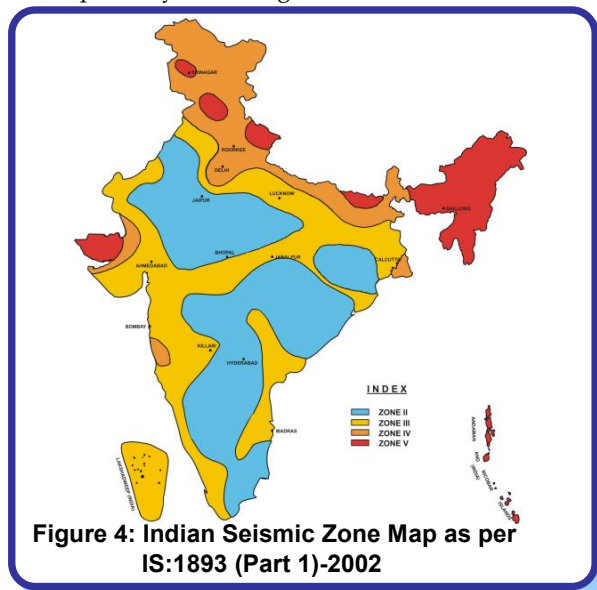 SRINAGAR
ROORKEE
DELHI
JAIPUR
LUCKNOW
SHILLONG
AHMEDABAD
BHOPAL
JABALPUR
CALCUTTA
BOMBAY
KILLARI
HYDERABAD
MADRAS
INDEX
ZONE II
ZONE III
ZONE IV
ZONE V
LAKSHADWEEP (INDIA)
ANDAMAN
AND
NICOBAR
ISLANDS
(INDIA)
Figure 4: Indian Seismic Zone Map as per
IS:1893 (Part 1)-2002